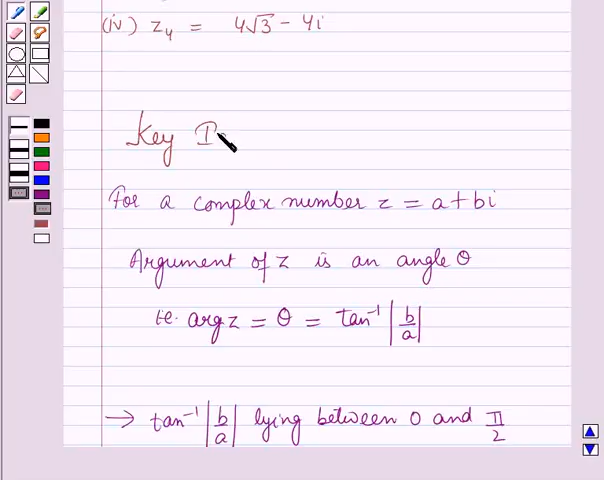 (iv) z₄ = 4√3 - 4i
Key I
For a complex number z = a + bi
Argument of z is an angle θ
i.e. arg z = θ = tan⁻¹ |b/a|
→ tan⁻¹ |b/a| lying between 0 and π/2